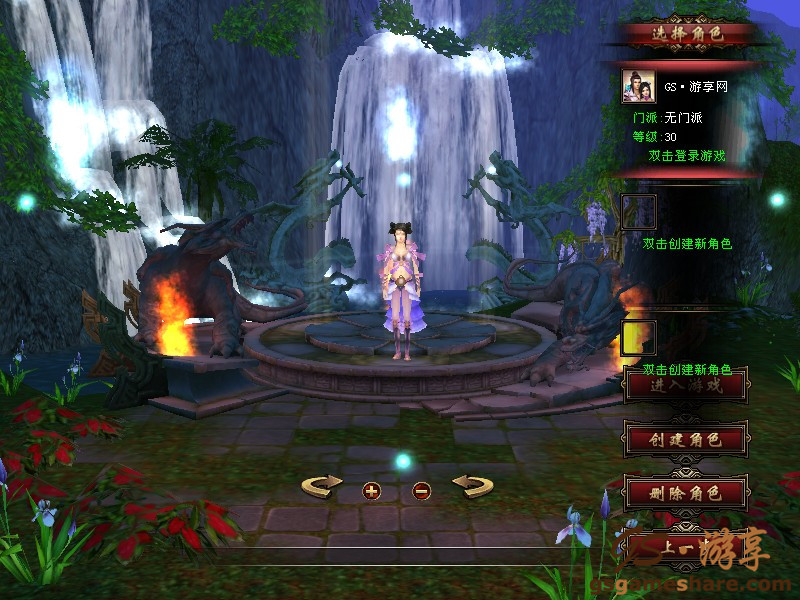 选择角色
GS·游享网
门派:无门派
等级:30
双击登录游戏
双击创建新角色
双击创建新角色
进入游戏
创建角色
删除角色
上一
游享
gsgameshare.com